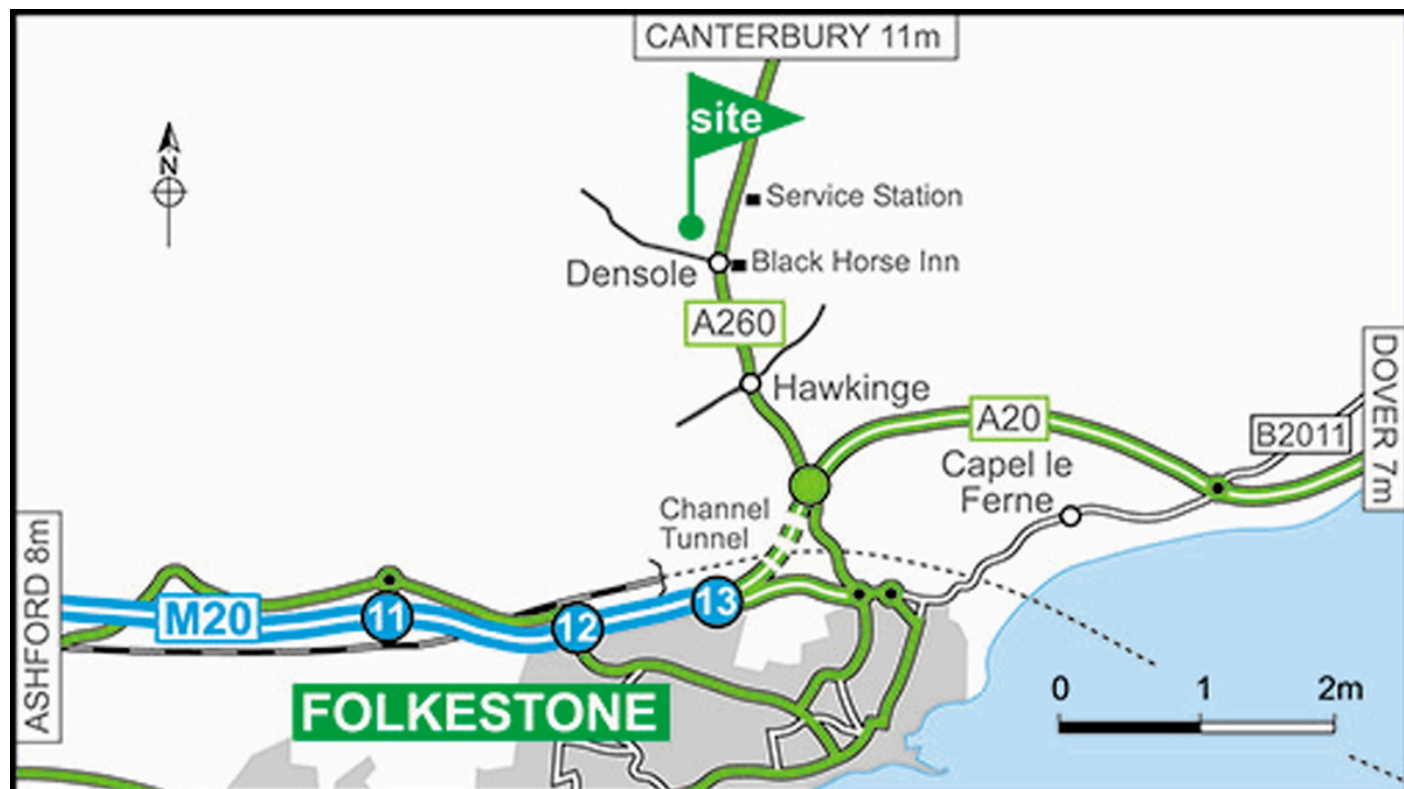 CANTERBURY 11m
site
N
Service Station
Densole
Black Horse Inn
A260
Hawkinge
A20
B2011
DOVER 7m
Capel le
Ferne
Channel
Tunnel
ASHFORD 8m
M20
11
12
13
FOLKESTONE
0 1 2m